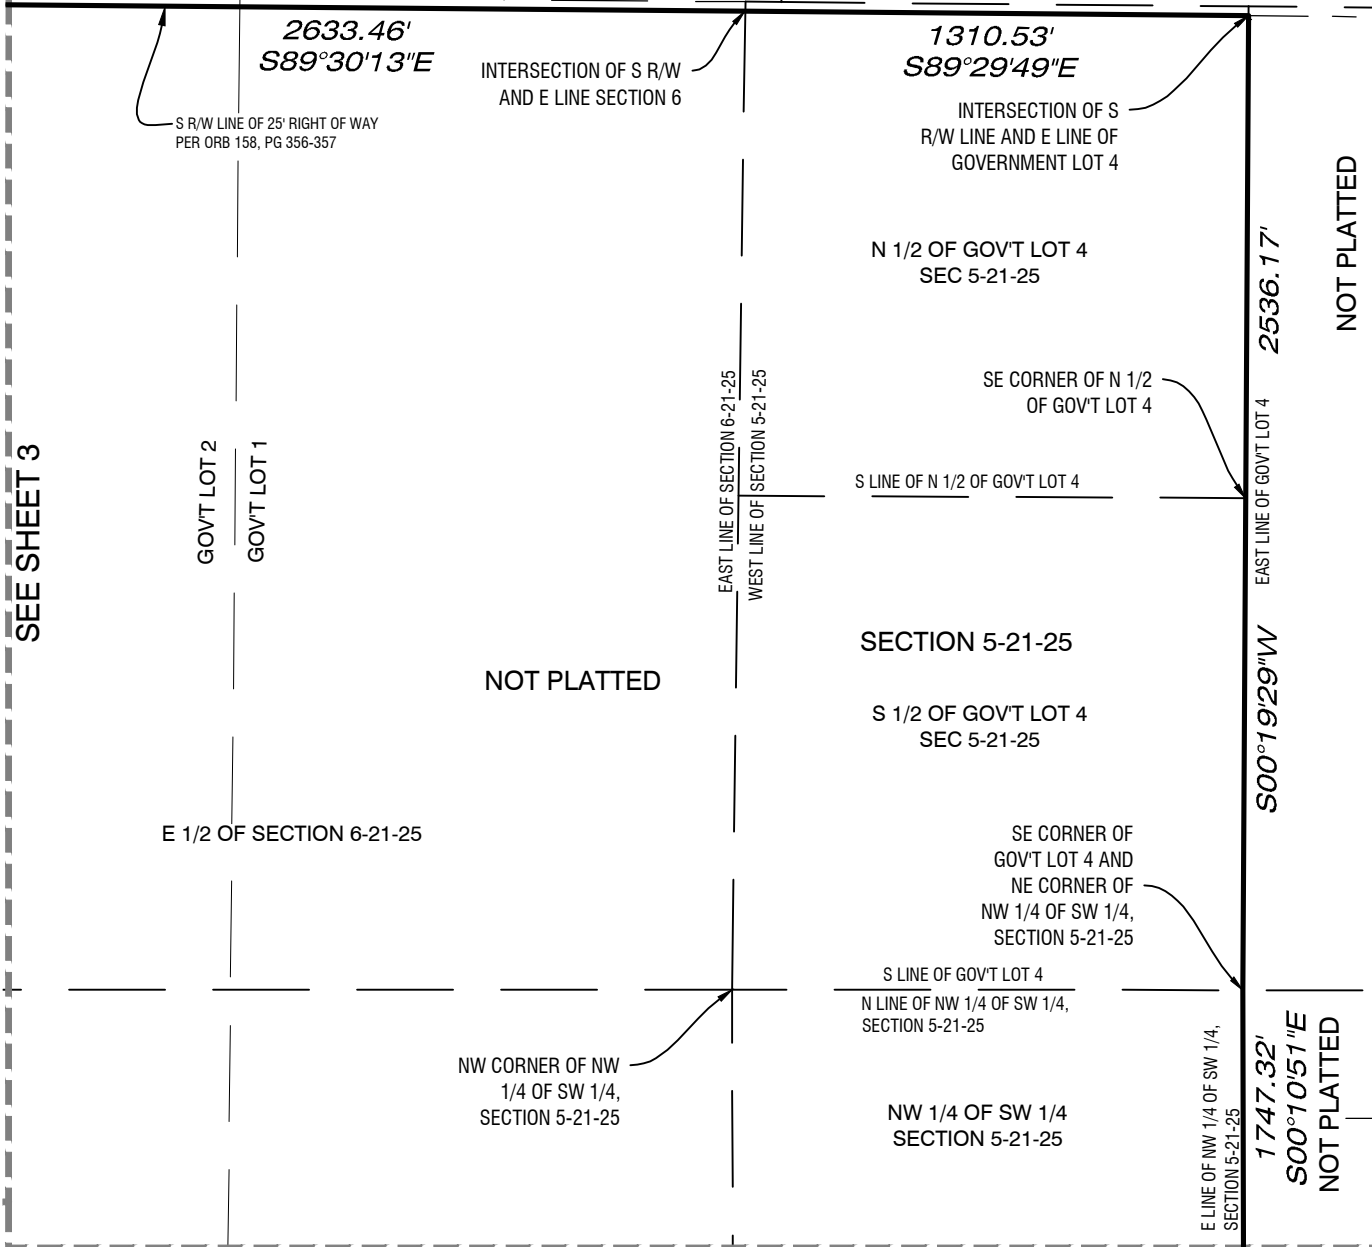 2633.46'
S89°30'13"E
INTERSECTION OF S R/W
AND E LINE SECTION 6
1310.53'
S89°29'49"E
S R/W LINE OF 25' RIGHT OF WAY
PER ORB 158, PG 356-357
INTERSECTION OF S
R/W LINE AND E LINE OF
GOVERNMENT LOT 4
NOT PLATTED
N 1/2 OF GOV'T LOT 4
SEC 5-21-25
2536.17'
SE CORNER OF N 1/2
OF GOV'T LOT 4
EAST LINE OF SECTION 6-21-25
WEST LINE OF SECTION 5-21-25
EAST LINE OF GOV'T LOT 4
SEE SHEET 3
GOV'T LOT 2
GOV'T LOT 1
S LINE OF N 1/2 OF GOV'T LOT 4
SECTION 5-21-25
NOT PLATTED
S00°19'29"W
S 1/2 OF GOV'T LOT 4
SEC 5-21-25
E 1/2 OF SECTION 6-21-25
SE CORNER OF
GOV'T LOT 4 AND
NE CORNER OF
NW 1/4 OF SW 1/4,
SECTION 5-21-25
S LINE OF GOV'T LOT 4
N LINE OF NW 1/4 OF SW 1/4,
SECTION 5-21-25
NW CORNER OF NW
1/4 OF SW 1/4,
SECTION 5-21-25
NW 1/4 OF SW 1/4
SECTION 5-21-25
E LINE OF NW 1/4 OF SW 1/4,
SECTION 5-21-25
1747.32'
S00°10'51"E
NOT PLATTED